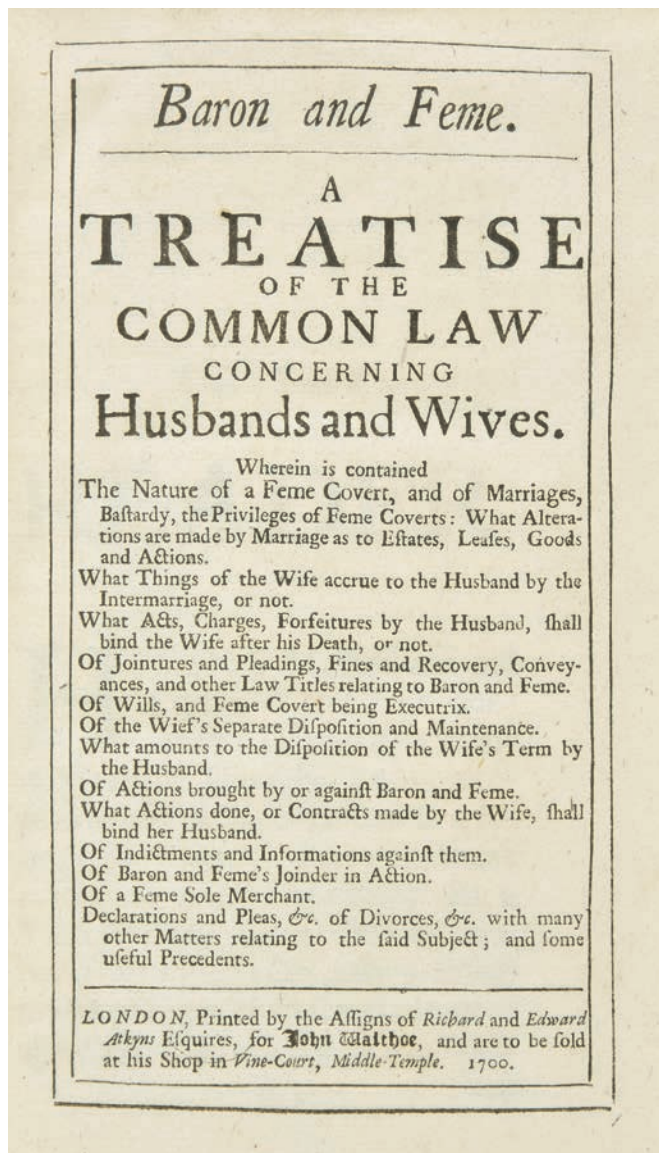 Baron and Feme.
A
TREATISE
OF THE
COMMON LAW
CONCERNING
Husbands and Wives.
Wherein is contained
The Nature of a Feme Covert, and of Marriages,
Baſtardy, the Privileges of Feme Coverts: What Altera-
tions are made by Marriage as to Eſtates, Leaſes, Goods
and Actions.
What Things of the Wife accrue to the Husband by the
Intermarriage, or not.
What Acts, Charges, Forfeitures by the Husband, ſhall
bind the Wife after his Death, or not.
Of Jointures and Pleadings, Fines and Recovery, Convey-
ances, and other Law Titles relating to Baron and Feme.
Of Wills, and Feme Covert being Executrix.
Of the Wief's Separate Diſpoſition and Maintenance.
What amounts to the Diſpoſition of the Wife's Term by
the Husband.
Of Actions brought by or againſt Baron and Feme.
What Actions done, or Contracts made by the Wife, ſhall
bind her Husband.
Of Indictments and Informations againſt them.
Of Baron and Feme's Joinder in Action.
Of a Feme Sole Merchant.
Declarations and Pleas, &c. of Divorces, &c. with many
other Matters relating to the ſaid Subject; and ſome
uſeful Precedents.
LONDON, Printed by the Aſſigns of Richard and Edward
Atkyns Eſquires, for John Walthoe, and are to be ſold
at his Shop in Vine-Court, Middle-Temple. 1700.